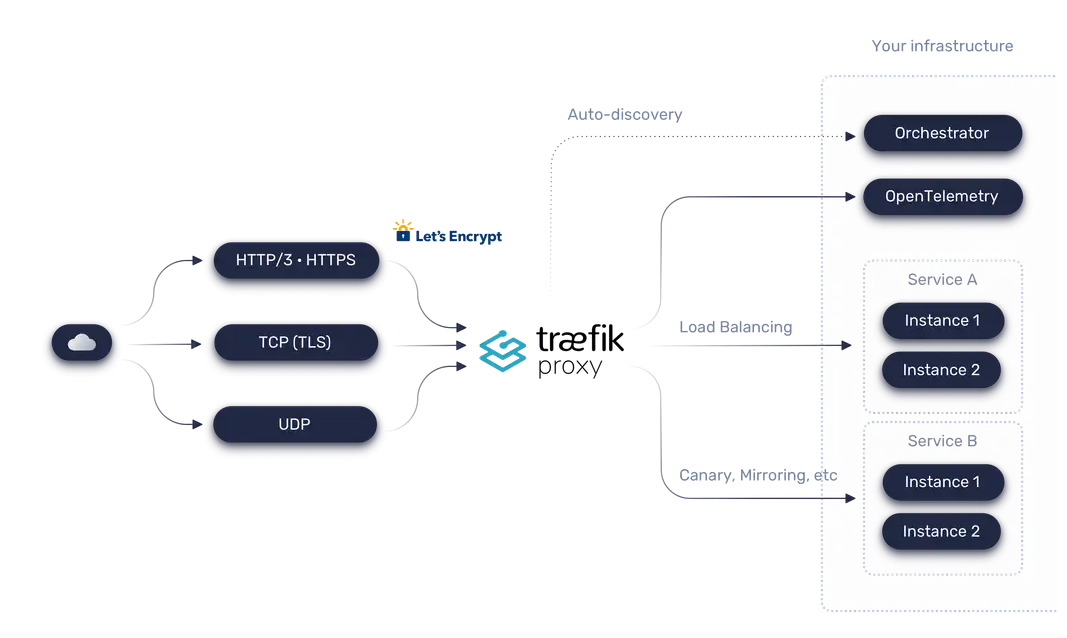 Your infrastructure
Auto-discovery
Orchestrator
OpenTelemetry
Let's Encrypt
HTTP/3 • HTTPS
TCP (TLS)
UDP
træfik
proxy
Load Balancing
Canary, Mirroring, etc
Service A
Instance 1
Instance 2
Service B
Instance 1
Instance 2